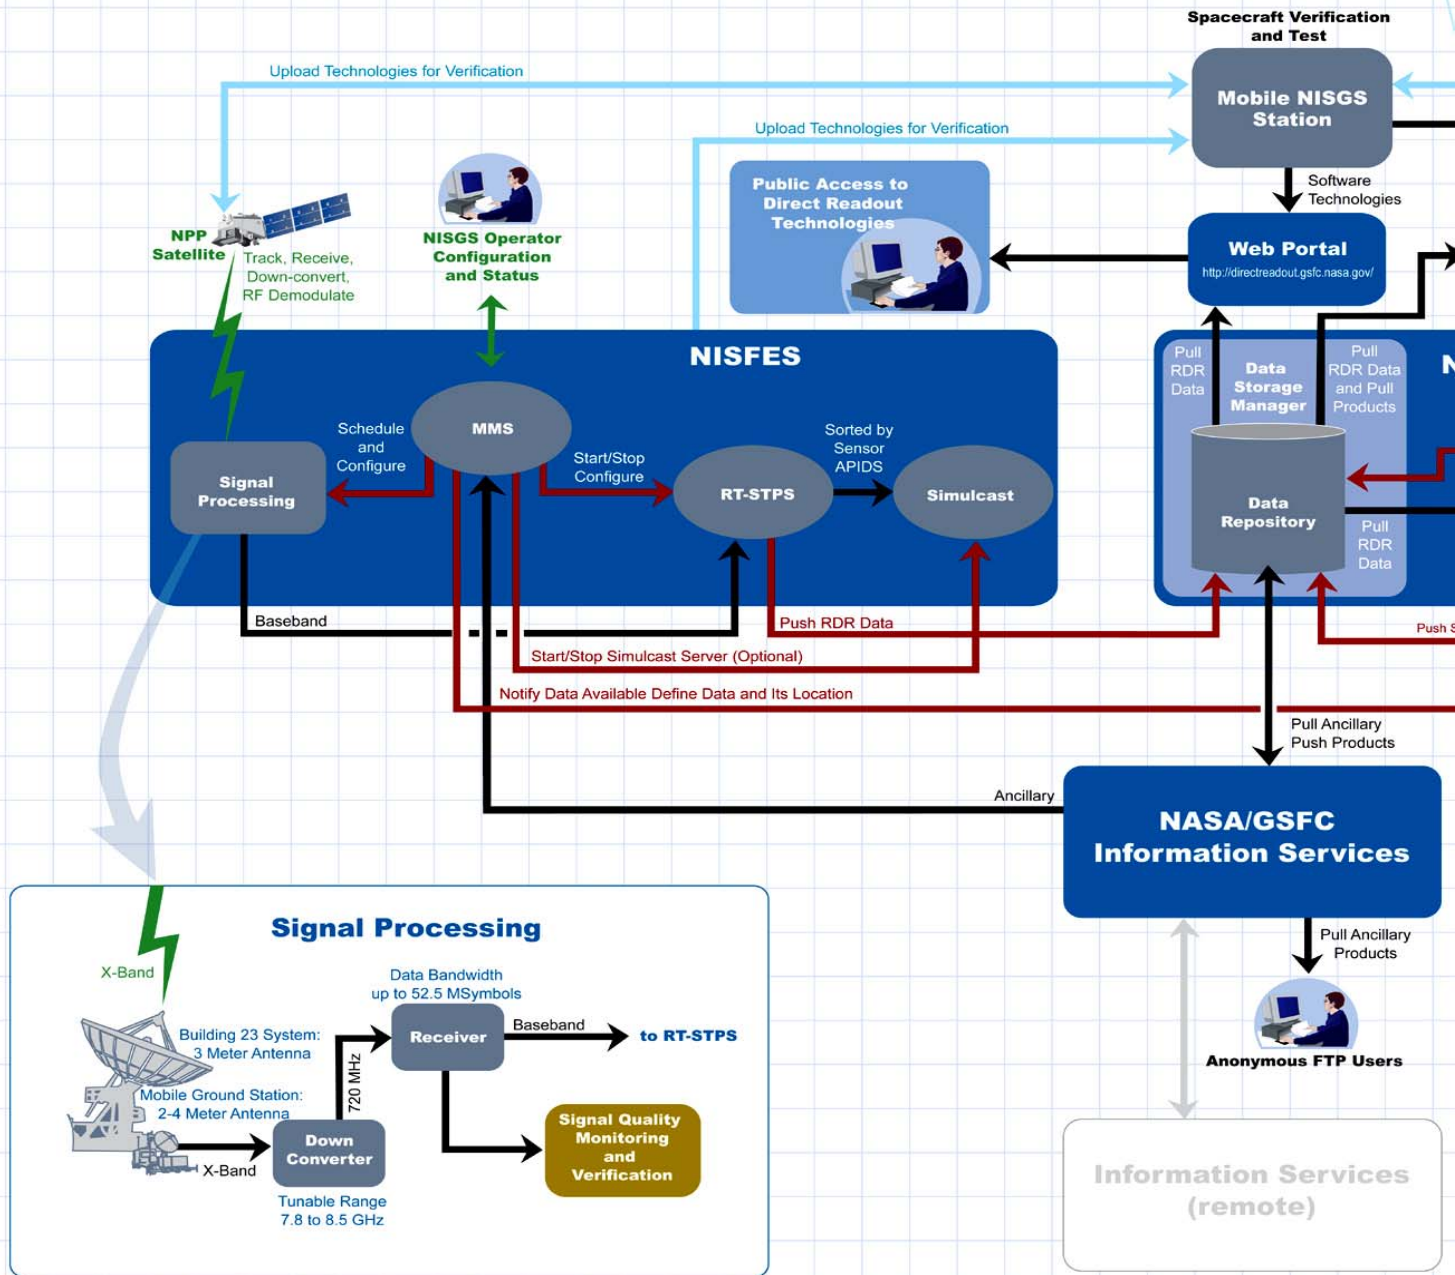 Spacecraft Verification
and Test
Mobile NISGS
Station
Upload Technologies for Verification
Upload Technologies for Verification
Software
Technologies
Public Access to
Direct Readout
Technologies
Web Portal
http://directreadout.gsfc.nasa.gov/
NPP
Satellite
Track, Receive,
Down-convert,
RF Demodulate
NISGS Operator
Configuration
and Status
NISFES
MMS
Schedule
and
Configure
Signal
Processing
Start/Stop
Configure
RT-STPS
Sorted by
Sensor
APIDS
Simulcast
Pull
RDR
Data
Data
Storage
Manager
Pull
RDR Data
and Pull
Products
N
Data
Repository
Pull
RDR
Data
Baseband
Push RDR Data
Push S
Start/Stop Simulcast Server (Optional)
Notify Data Available Define Data and Its Location
Pull Ancillary
Push Products
Ancillary
NASA/GSFC
Information Services
Pull Ancillary
Products
Anonymous FTP Users
Information Services
(remote)
Signal Processing
X-Band
Data Bandwidth
up to 52.5 MSymbols
Building 23 System:
3 Meter Antenna
Receiver
Baseband
to RT-STPS
720 MHz
Mobile Ground Station:
2-4 Meter Antenna
X-Band
Down
Converter
Tunable Range
7.8 to 8.5 GHz
Signal Quality
Monitoring
and
Verification